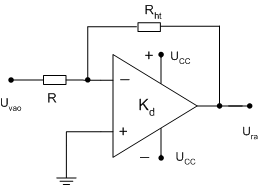 R_ht
+ U_CC
R
−
U_vao
K_d
+
U_ra
− U_CC